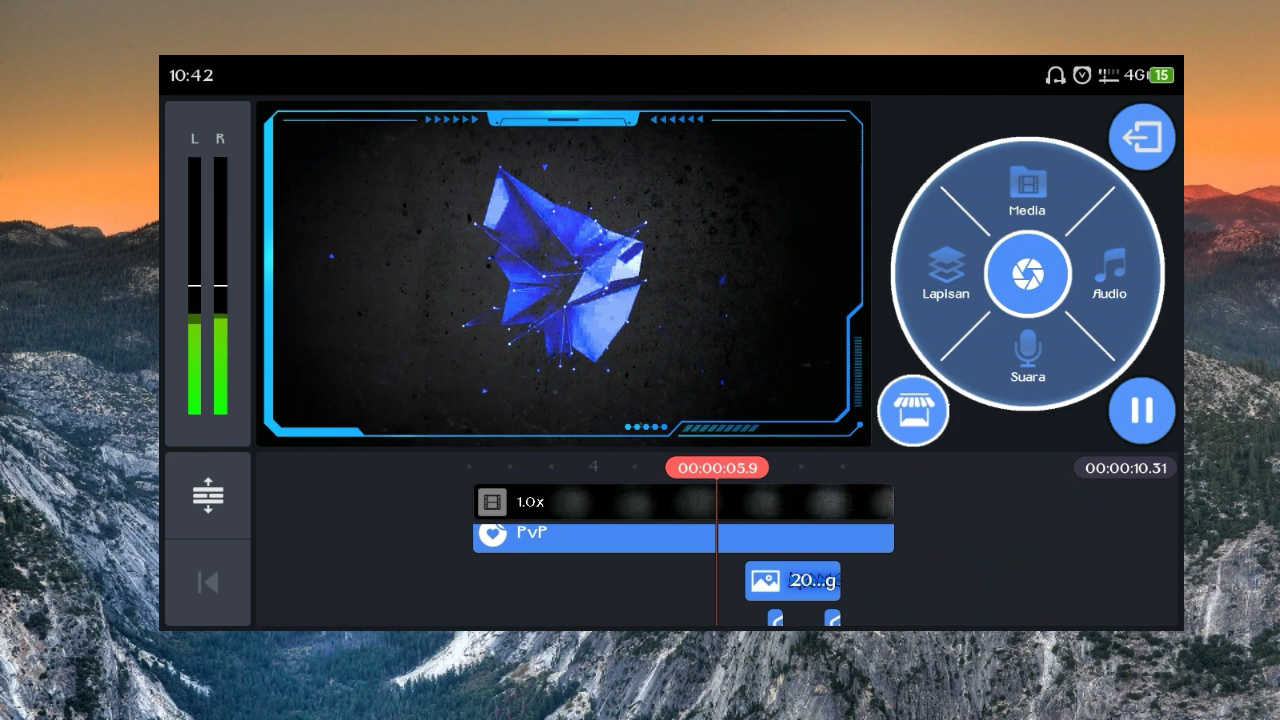 10:42
4G
15
L R
Media
Lapisan
Audio
Suara
4
00:00:05.9
00:00:10.31
1.0x
PvP
20...g